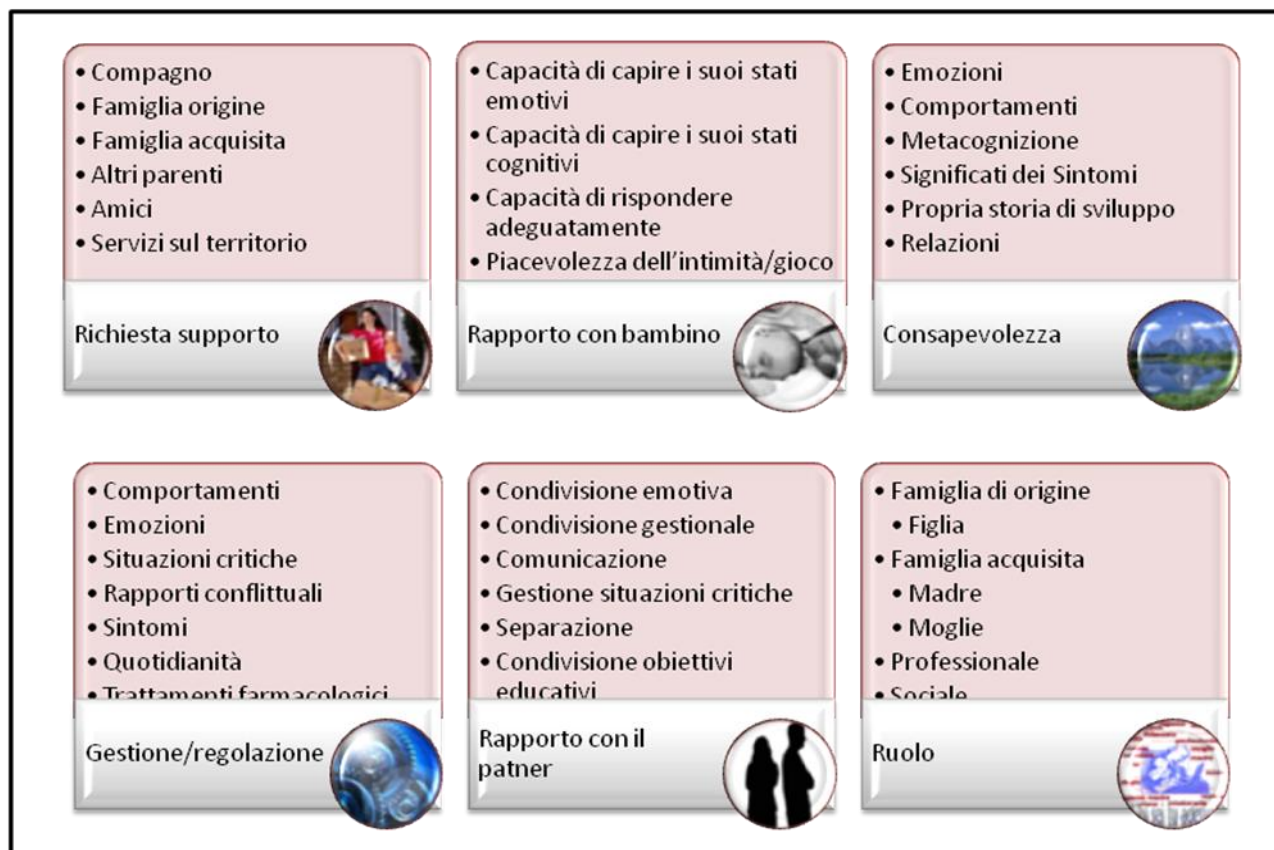 • Compagno
• Famiglia origine
• Famiglia acquisita
• Altri parenti
• Amici
• Servizi sul territorio
Richiesta supporto
• Capacità di capire i suoi stati
emotivi
• Capacità di capire i suoi stati
cognitivi
• Capacità di rispondere
adeguatamente
• Piacevolezza dell'intimità/gioco
Rapporto con bambino
• Emozioni
• Comportamenti
• Metacognizione
• Significati dei Sintomi
• Propria storia di sviluppo
• Relazioni
Consapevolezza
• Comportamenti
• Emozioni
• Situazioni critiche
• Rapporti conflittuali
• Sintomi
• Quotidianità
• Trattamenti farmacologici
Gestione/regolazione
• Condivisione emotiva
• Condivisione gestionale
• Comunicazione
• Gestione situazioni critiche
• Separazione
• Condivisione obiettivi
educativi
Rapporto con il
patner
• Famiglia di origine
• Figlia
• Famiglia acquisita
• Madre
• Moglie
• Professionale
• Sociale
Ruolo